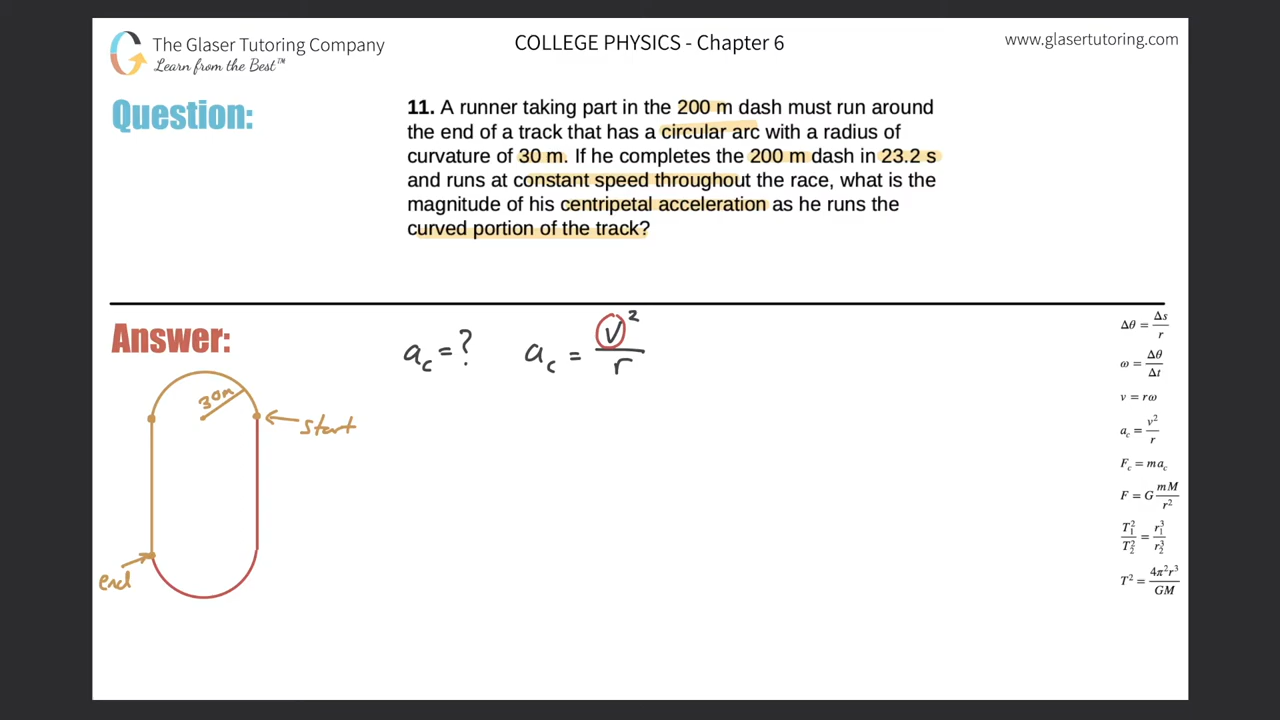 The Glaser Tutoring Company
Learn from the Best™
COLLEGE PHYSICS - Chapter 6
www.glasertutoring.com
Question:
11. A runner taking part in the 200 m dash must run around
the end of a track that has a circular arc with a radius of
curvature of 30 m. If he completes the 200 m dash in 23.2 s
and runs at constant speed throughout the race, what is the
magnitude of his centripetal acceleration as he runs the
curved portion of the track?
Answer:
a_c = ?
a_c = v²/r
30m
start
end
Δθ = Δs/r
ω = Δθ/Δt
v = rω
a_c = v²/r
F_c = ma_c
F = G mM/r²
T₁²/T₂² = r₁³/r₂³
T² = 4π²r³/GM